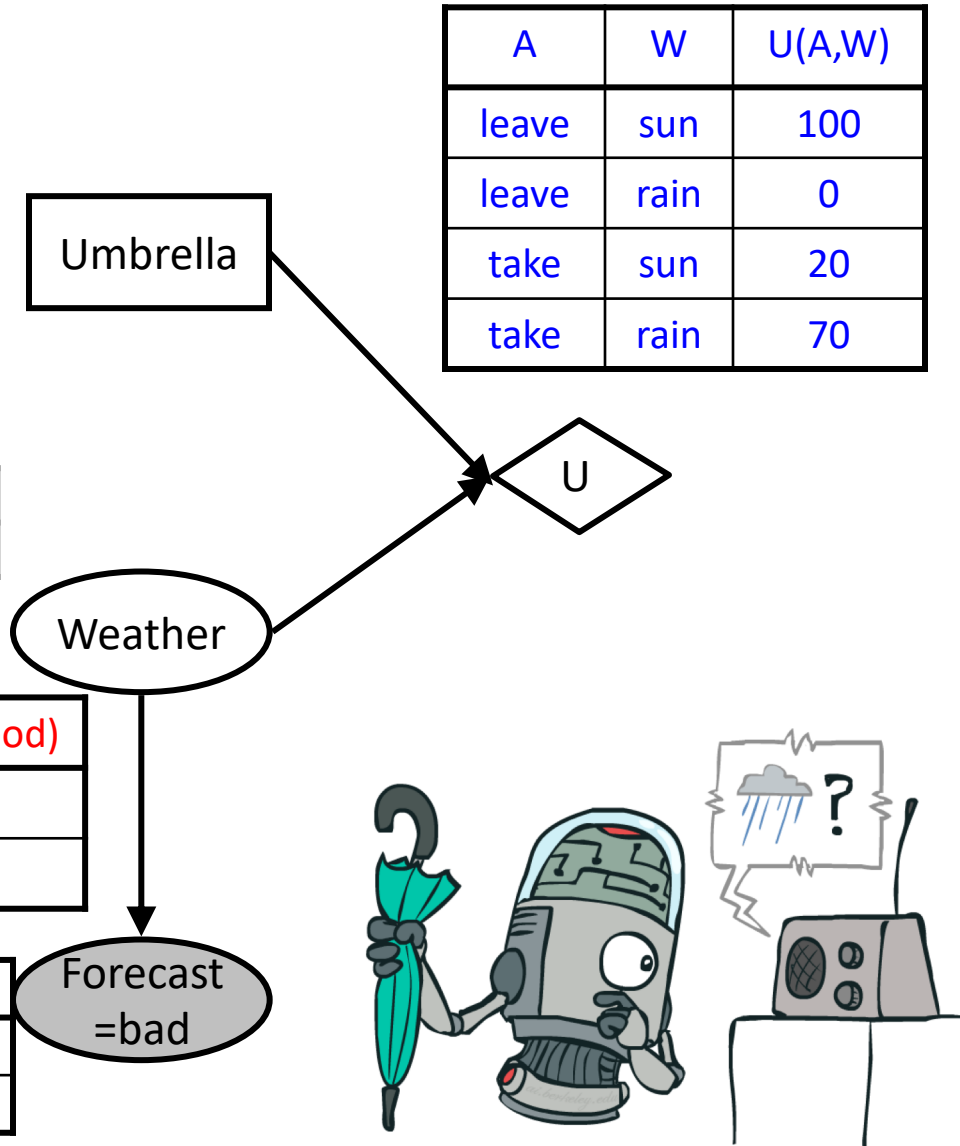 A W U(A,W)
leave sun 100
leave rain 0
take sun 20
take rain 70
Umbrella
U
Weather
od)
Forecast
=bad
?